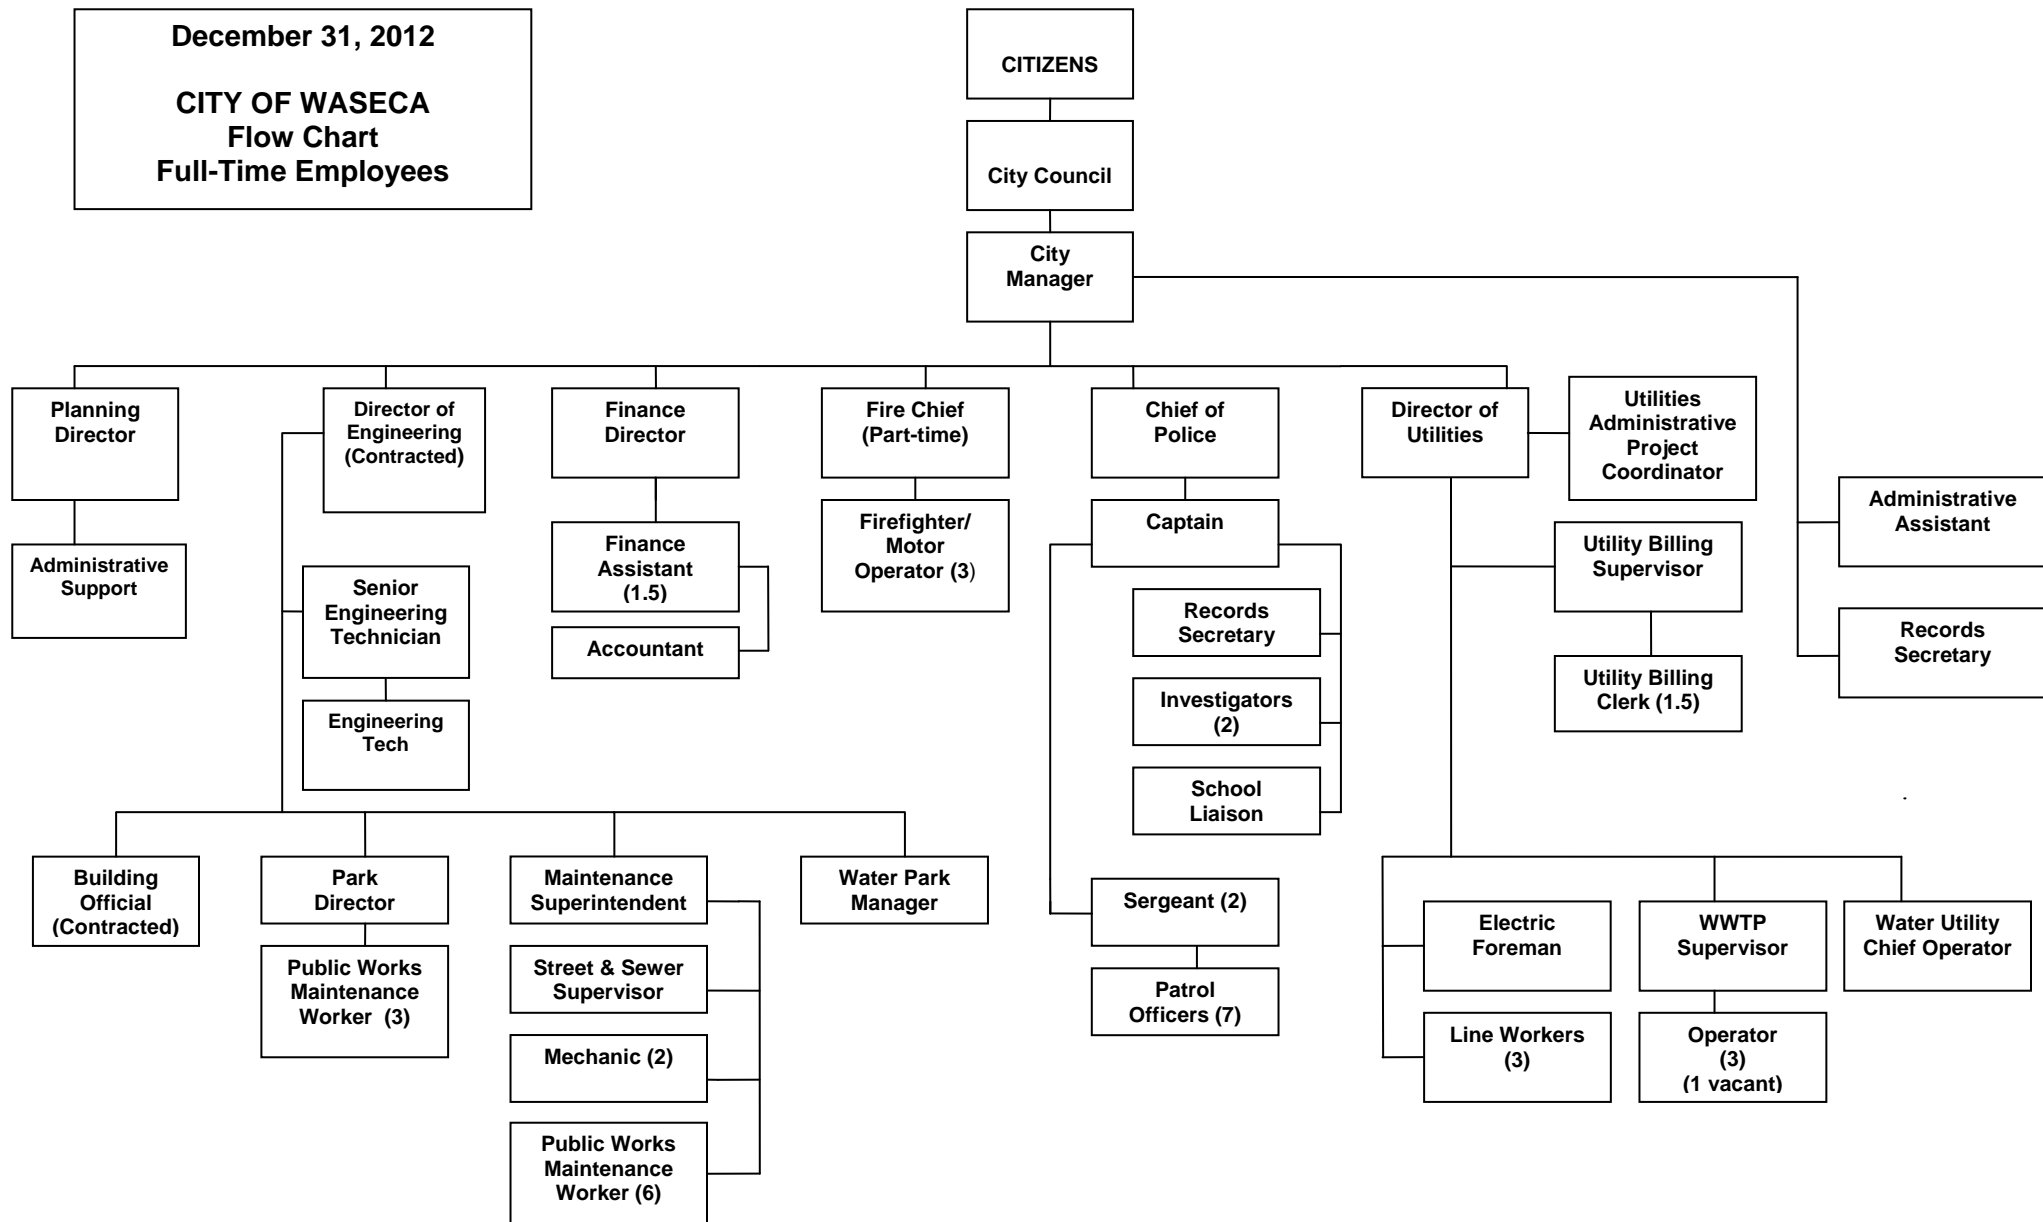 December 31, 2012
CITY OF WASECA
Flow Chart
Full-Time Employees
CITIZENS
City Council
City
Manager
Planning
Director
Director of
Engineering
(Contracted)
Finance
Director
Fire Chief
(Part-time)
Chief of
Police
Director of
Utilities
Utilities
Administrative
Project
Coordinator
Administrative
Assistant
Records
Secretary
Administrative
Support
Senior
Engineering
Technician
Engineering
Tech
Finance
Assistant
(1.5)
Accountant
Firefighter/
Motor
Operator (3)
Captain
Records
Secretary
Investigators
(2)
School
Liaison
Utility Billing
Supervisor
Utility Billing
Clerk (1.5)
Building
Official
(Contracted)
Park
Director
Public Works
Maintenance
Worker (3)
Maintenance
Superintendent
Street & Sewer
Supervisor
Mechanic (2)
Public Works
Maintenance
Worker (6)
Water Park
Manager
Sergeant (2)
Patrol
Officers (7)
Electric
Foreman
Line Workers
(3)
WWTP
Supervisor
Operator
(3)
(1 vacant)
Water Utility
Chief Operator